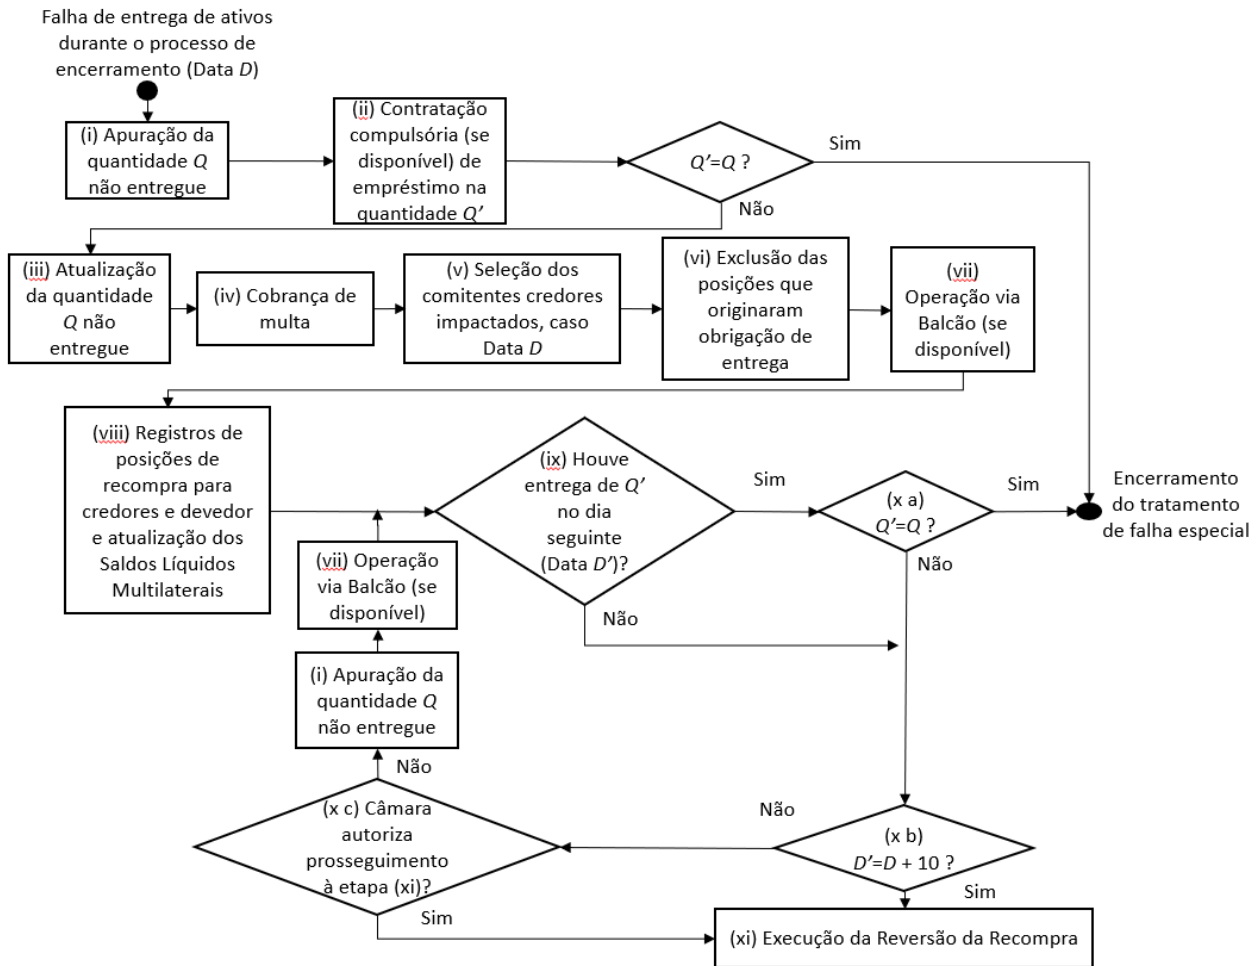 Falha de entrega de ativos
durante o processo de
encerramento (Data D)
(i) Apuração da
quantidade Q
não entregue
(ii) Contratação
compulsória (se
disponível) de
empréstimo na
quantidade Q'
Q'=Q ?
Sim
Não
(iii) Atualização
da quantidade
Q não
entregue
(iv) Cobrança de
multa
(v) Seleção dos
comitentes credores
impactados, caso
Data D
(vi) Exclusão das
posições que
originaram
obrigação de
entrega
(vii)
Operação via
Balcão (se
disponível)
(viii) Registros de
posições de
recompra para
credores e devedor
e atualização dos
Saldos Líquidos
Multilaterais
(ix) Houve
entrega de Q'
no dia
seguinte
(Data D')?
Sim
Não
(x a)
Q'=Q ?
Sim
Não
Encerramento
do tratamento
de falha especial
(vii) Operação
via Balcão (se
disponível)
(i) Apuração da
quantidade Q
não entregue
Não
(x c) Câmara
autoriza
prosseguimento
à etapa (xi)?
Sim
Não
(x b)
D'=D + 10 ?
Sim
(xi) Execução da Reversão da Recompra